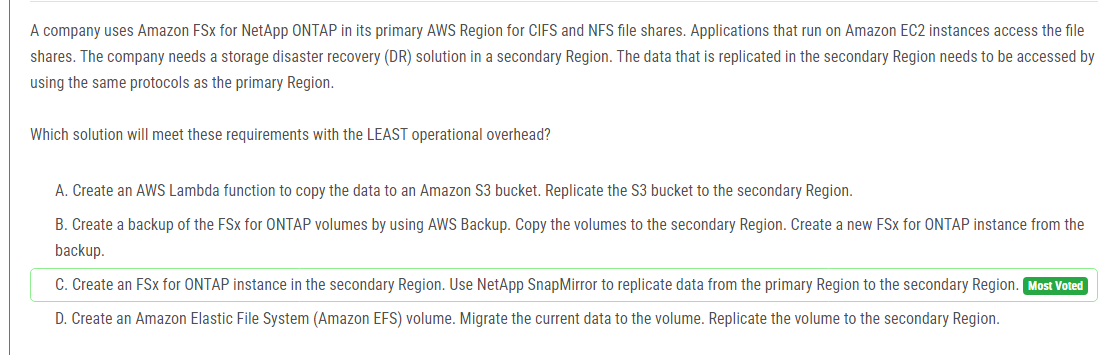 A company uses Amazon FSx for NetApp ONTAP in its primary AWS Region for CIFS and NFS file shares. Applications that run on Amazon EC2 instances access the file
shares. The company needs a storage disaster recovery (DR) solution in a secondary Region. The data that is replicated in the secondary Region needs to be accessed by
using the same protocols as the primary Region.
Which solution will meet these requirements with the LEAST operational overhead?
A. Create an AWS Lambda function to copy the data to an Amazon S3 bucket. Replicate the S3 bucket to the secondary Region.
B. Create a backup of the FSx for ONTAP volumes by using AWS Backup. Copy the volumes to the secondary Region. Create a new FSx for ONTAP instance from the
backup.
C. Create an FSx for ONTAP instance in the secondary Region. Use NetApp SnapMirror to replicate data from the primary Region to the secondary Region. Most Voted
D. Create an Amazon Elastic File System (Amazon EFS) volume. Migrate the current data to the volume. Replicate the volume to the secondary Region.